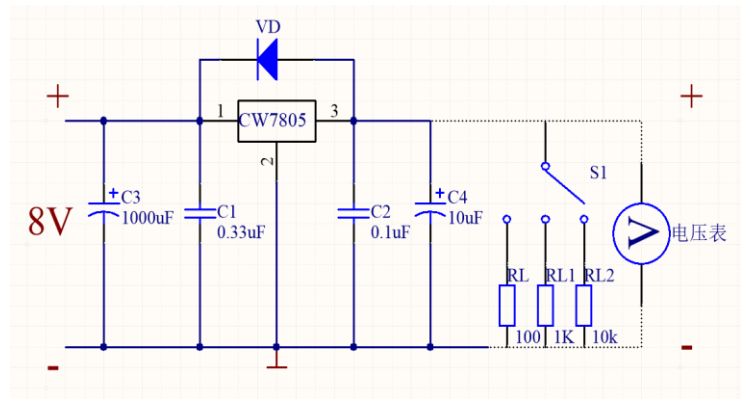 VD
+
+
1
CW7805
3
2
S1
8V
+
C3
1000uF
C1
0.33uF
C2
0.1uF
+
C4
10uF
V
电压表
RL
RL1
RL2
100
1K
10k
-
-